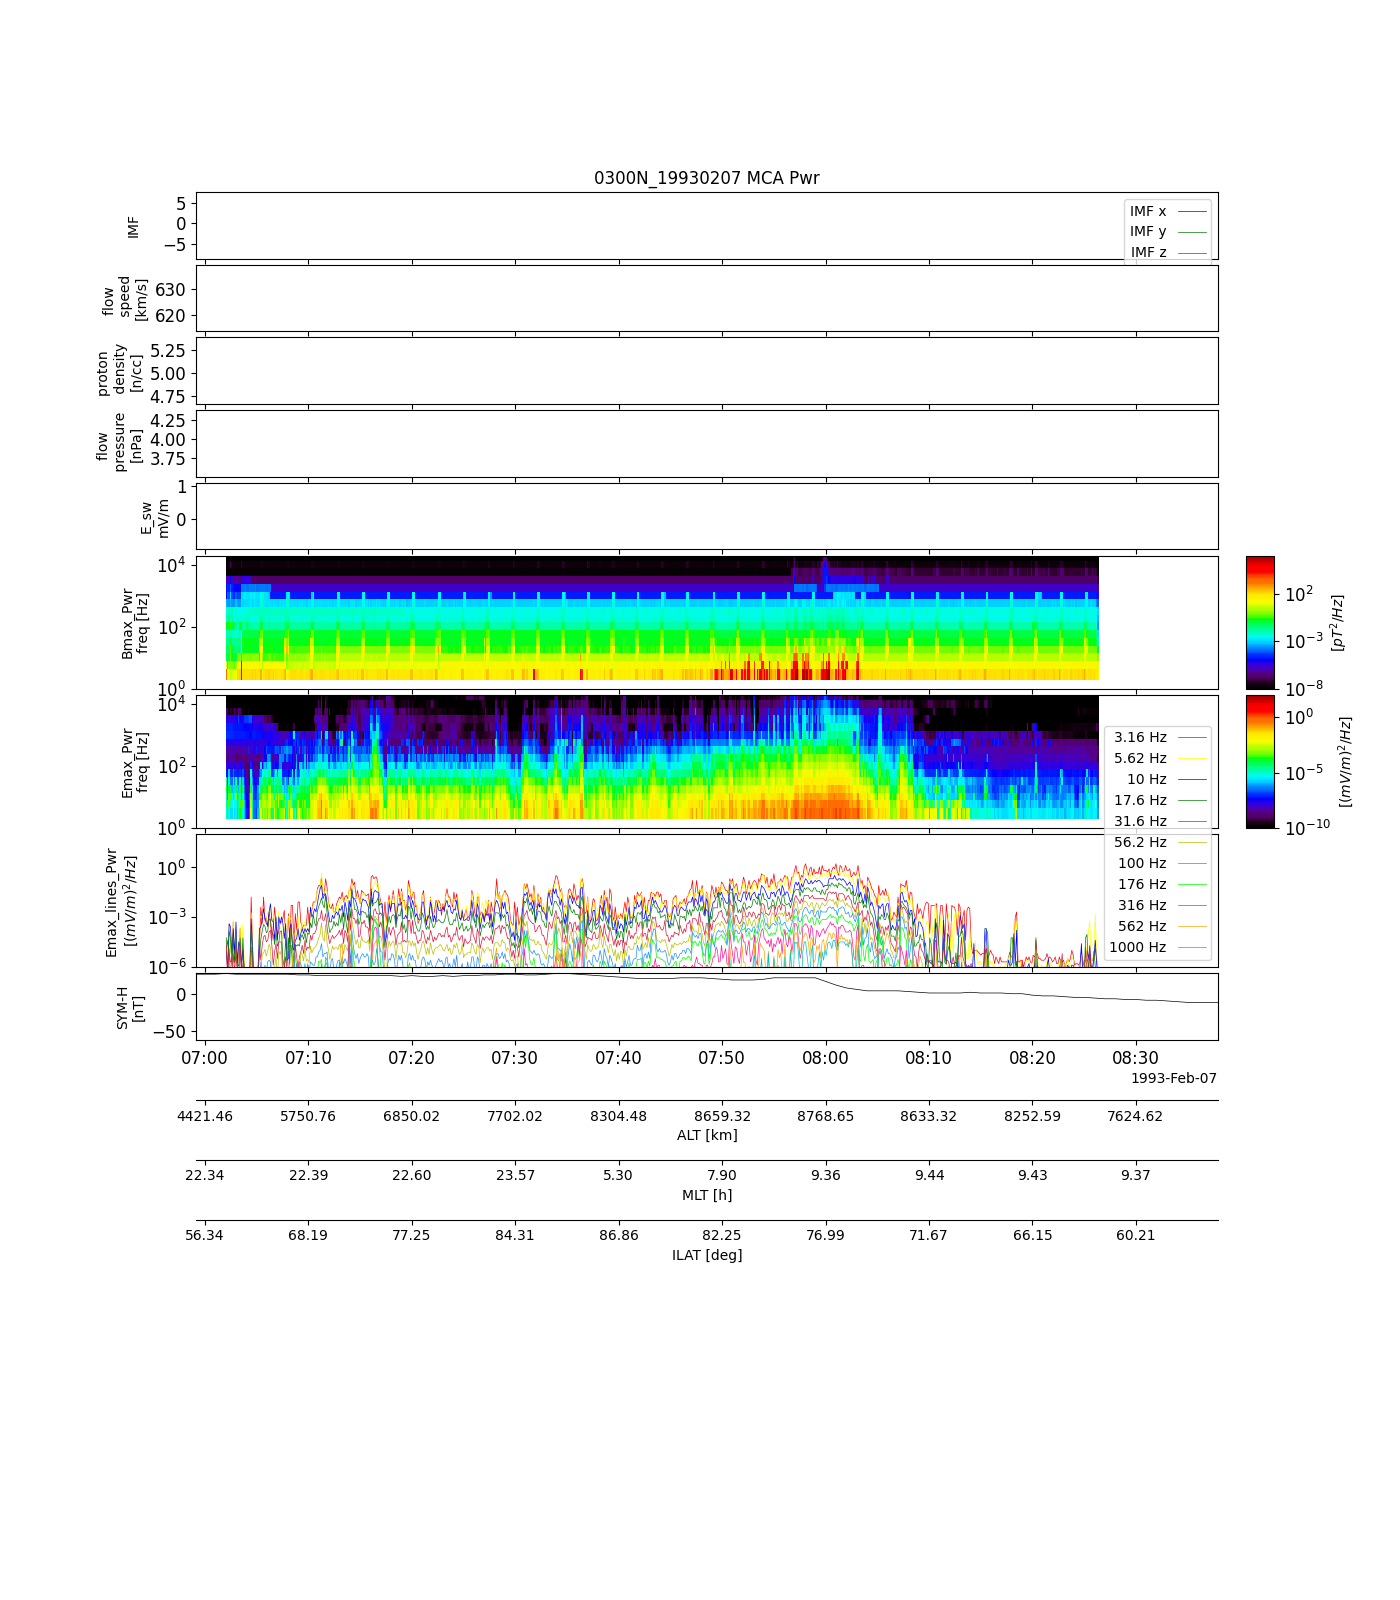 0300N_19930207 MCA Pwr
IMF
5
0
−5
IMF x
IMF y
IMF z
flow
speed
[km/s]
630
620
proton
density
[n/cc]
5.25
5.00
4.75
flow
pressure
[nPa]
4.25
4.00
3.75
E_sw
mV/m
1
0
Bmax_Pwr
freq [Hz]
10^4
10^2
10^0
10^2
10^−3
10^−8
[pT^2/Hz]
Emax_Pwr
freq [Hz]
10^4
10^2
10^0
10^0
10^−5
10^−10
[(mV/m)^2/Hz]
3.16 Hz
5.62 Hz
10 Hz
17.6 Hz
31.6 Hz
56.2 Hz
100 Hz
176 Hz
316 Hz
562 Hz
1000 Hz
Emax_lines_Pwr
[(mV/m)^2/Hz]
10^0
10^−3
10^−6
SYM-H
[nT]
0
−50
07:00 07:10 07:20 07:30 07:40 07:50 08:00 08:10 08:20 08:30
1993-Feb-07
4421.46 5750.76 6850.02 7702.02 8304.48 8659.32 8768.65 8633.32 8252.59 7624.62
ALT [km]
22.34 22.39 22.60 23.57 5.30 7.90 9.36 9.44 9.43 9.37
MLT [h]
56.34 68.19 77.25 84.31 86.86 82.25 76.99 71.67 66.15 60.21
ILAT [deg]